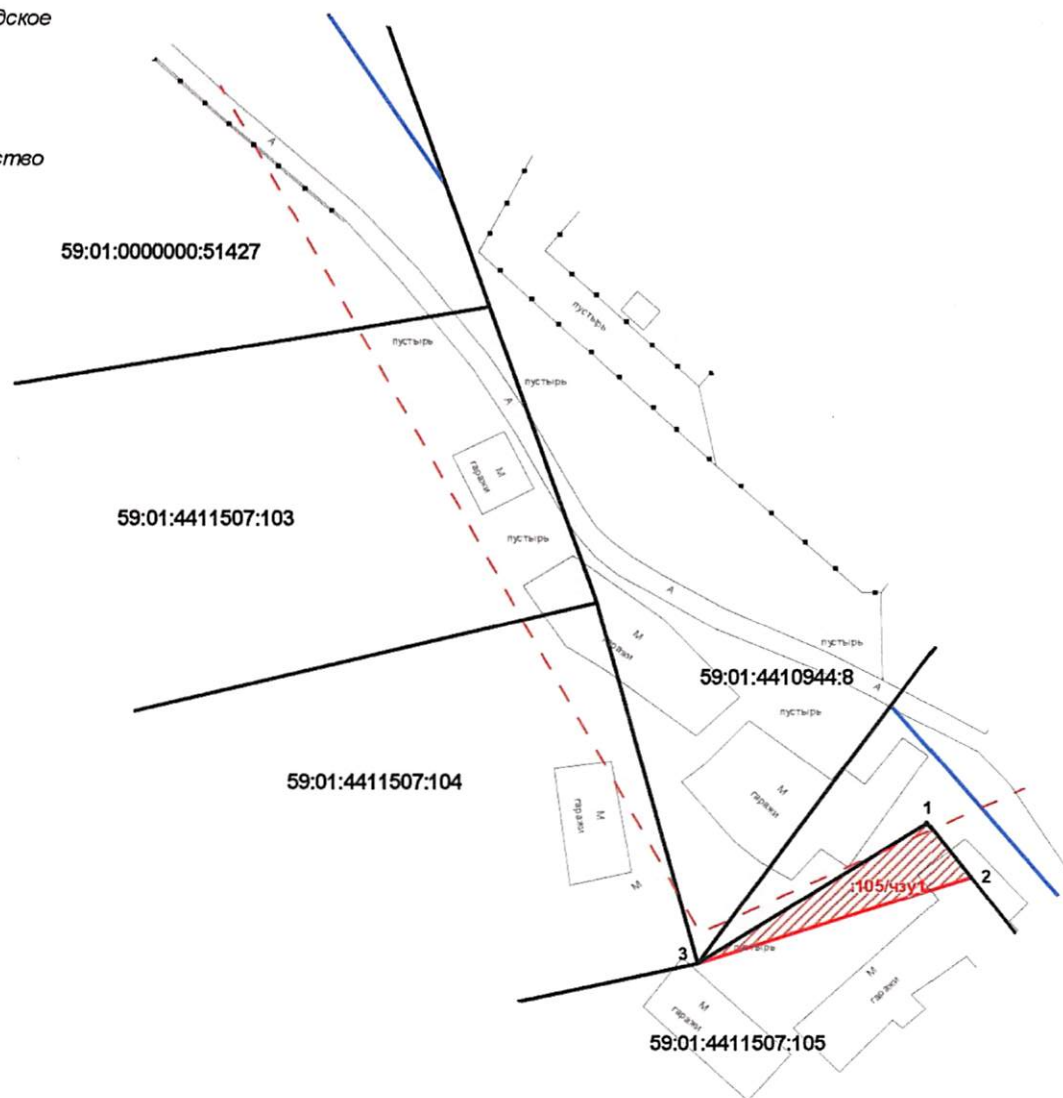 дское
ство
А
59:01:0000000:51427
пустырь
пустырь
пустырь
А
М
гаражи
59:01:4411507:103
пустырь
А
М
гаражи
пустырь
59:01:4410944:8
А
пустырь
59:01:4411507:104
М
гаражи
М
гаражи
1
М
2
:105/чзу1
3
пустырь
М
гаражи
М
гаражи
59:01:4411507:105